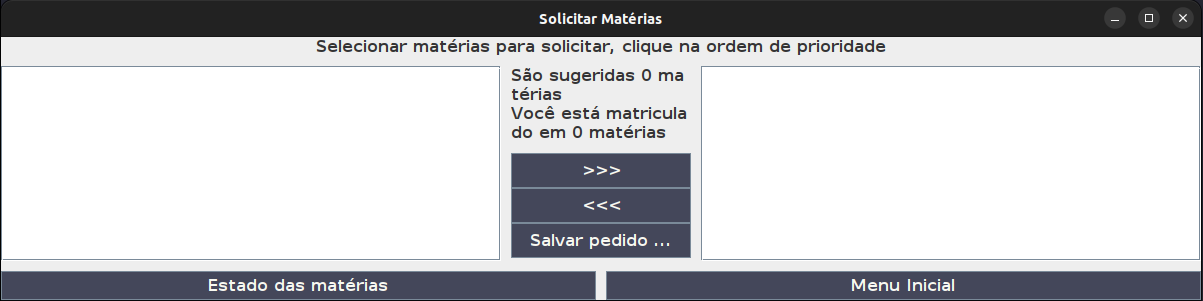 Solicitar Matérias
Selecionar matérias para solicitar, clique na ordem de prioridade
São sugeridas 0 ma
térias
Você está matricula
do em 0 matérias
>>>
<<<
Salvar pedido ...
Estado das matérias
Menu Inicial